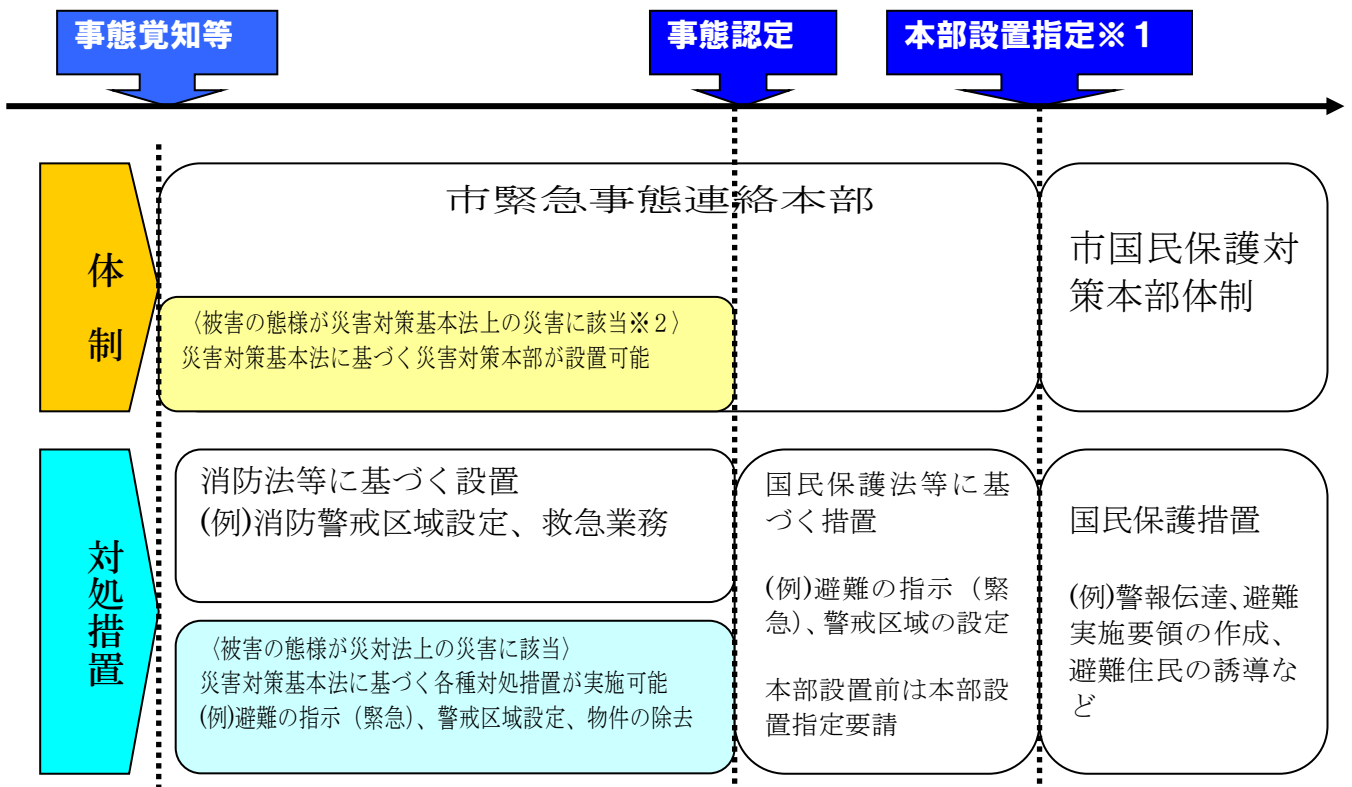 事態覚知等
事態認定
本部設置指定※１
体制
市緊急事態連絡本部
〈被害の態様が災害対策基本法上の災害に該当※２〉
災害対策基本法に基づく災害対策本部が設置可能
市国民保護対
策本部体制
対処措置
消防法等に基づく設置
(例)消防警戒区域設定、救急業務
〈被害の態様が災対法上の災害に該当〉
災害対策基本法に基づく各種対処措置が実施可能
(例)避難の指示（緊急）、警戒区域設定、物件の除去
国民保護法等に基
づく措置
(例)避難の指示（緊
急）、警戒区域の設定
本部設置前は本部設
置指定要請
国民保護措置
(例)警報伝達、避難
実施要領の作成、
避難住民の誘導な
ど